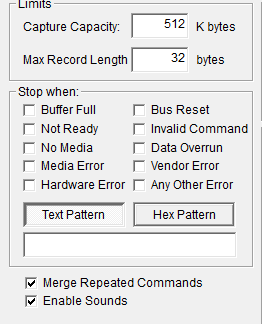 Limits
Capture Capacity: 512 K bytes
Max Record Length 32 bytes
Stop when:
Buffer Full Bus Reset
Not Ready Invalid Command
No Media Data Overrun
Media Error Vendor Error
Hardware Error Any Other Error
Text Pattern Hex Pattern
Merge Repeated Commands
Enable Sounds